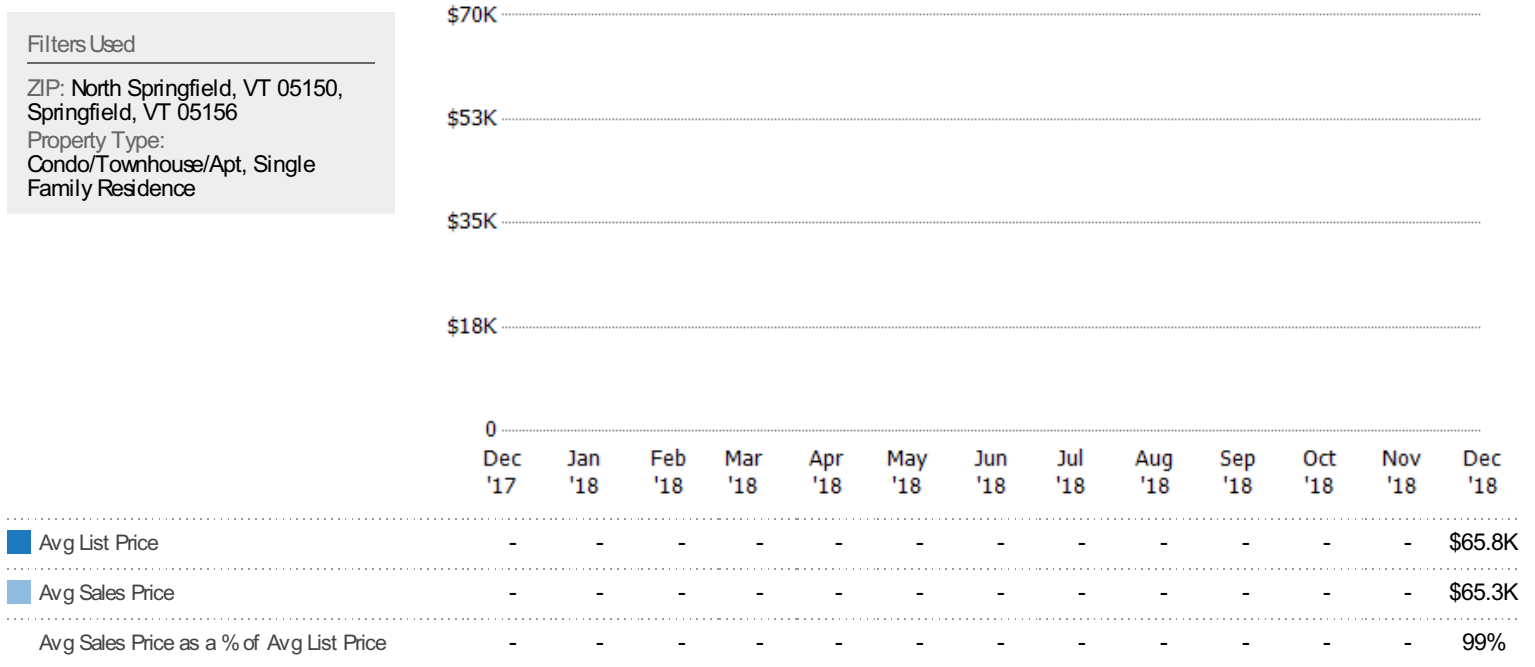 Filters Used
ZIP: North Springfield, VT 05150,
Springfield, VT 05156
Property Type:
Condo/Townhouse/Apt, Single
Family Residence
$70K
$53K
$35K
$18K
0
Dec Jan Feb Mar Apr May Jun Jul Aug Sep Oct Nov Dec
'17 '18 '18 '18 '18 '18 '18 '18 '18 '18 '18 '18 '18
Avg List Price - - - - - - - - - - - - $65.8K
Avg Sales Price - - - - - - - - - - - - $65.3K
Avg Sales Price as a % of Avg List Price - - - - - - - - - - - - 99%